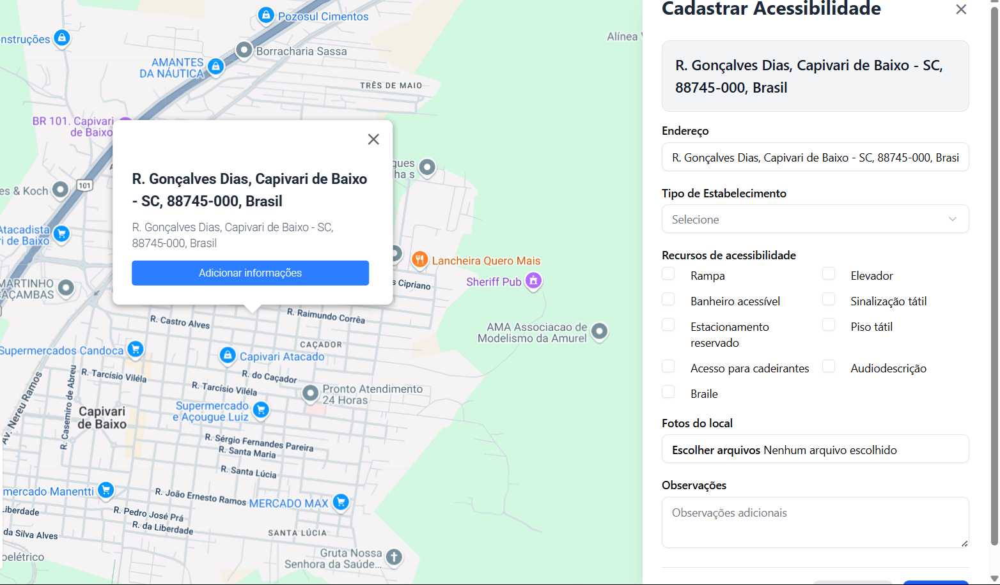 Pozosul Cimentos
nstruções
Borracharia Sassa
AMANTES
DA NÁUTICA
TRÊS DE MAIO
Alínea
BR 101. Capivari
de Baixo
gues
lha s
es & Koch
101
R. Gonçalves Dias, Capivari de Baixo
- SC, 88745-000, Brasil
R. Gonçalves Dias, Capivari de Baixo - SC,
88745-000, Brasil
Adicionar informações
Atacadista
ri de Baixo
Lancheira Quero Mais
Sheriff Pub
s Cipriano
MARTINHO
CAÇAMBAS
R. Castro Alves
R. Raimundo Corrêa
AMA Associacao de
Modelismo da Amurel
CAÇADOR
Supermercados Candoca
Capivari Atacado
R. Tarcísio Viléla
R. do Caçador
R. Tarcísio Viléla
Pronto Atendimento
24 Horas
Av. Nereu Ramos
R. Casemiro de Abreu
Capivari
de Baixo
Supermercado
e Açougue Luiz
R. Sérgio Fernandes Pareira
R. Santa Maria
R. Santa Lúcia
mercado Manentti
R. João Ernesto Ramos
MERCADO MAX
Liberdade
R. Pedro José Prá
R. da Liberdade
da Silva Alves
SANTA LÚCIA
oelétrico
Gruta Nossa
Senhora da Saúde...
Cadastrar Acessibilidade
R. Gonçalves Dias, Capivari de Baixo - SC,
88745-000, Brasil
Endereço
R. Gonçalves Dias, Capivari de Baixo - SC, 88745-000, Brasi
Tipo de Estabelecimento
Selecione
Recursos de acessibilidade
Rampa
Elevador
Banheiro acessível
Sinalização tátil
Estacionamento
reservado
Piso tátil
Acesso para cadeirantes
Audiodescrição
Braile
Fotos do local
Escolher arquivos Nenhum arquivo escolhido
Observações
Observações adicionais